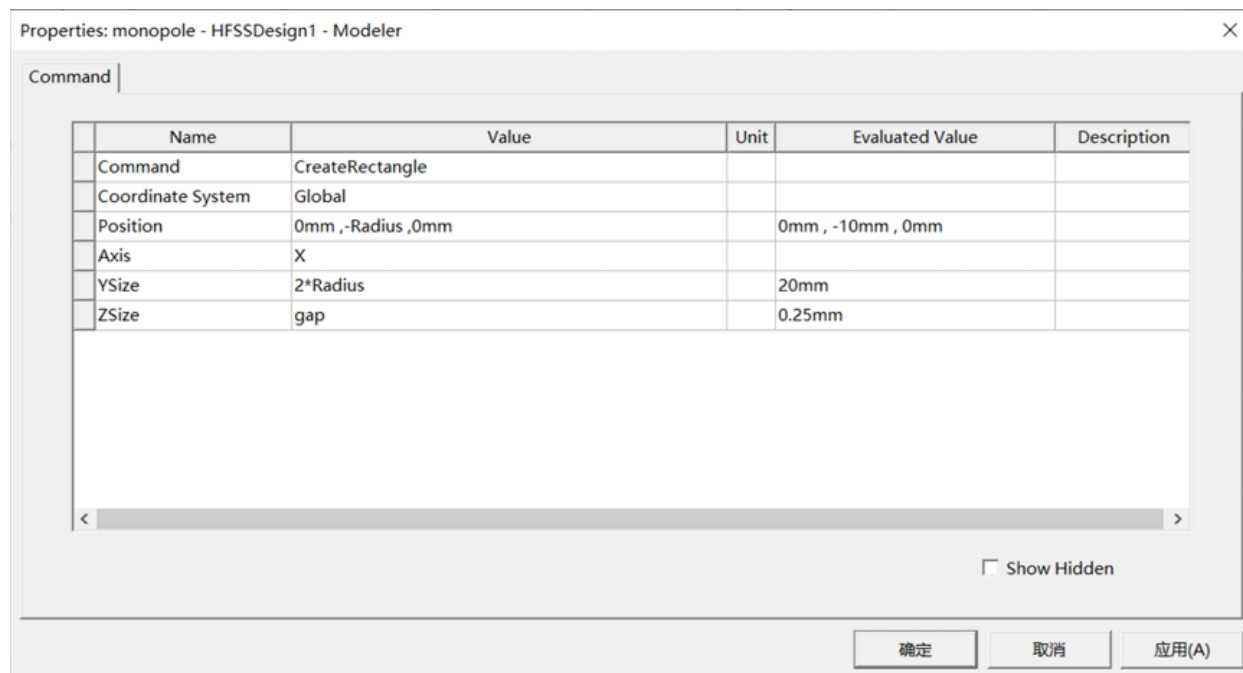 Properties: monopole - HFSSDesign1 - Modeler
Command
Name Value Unit Evaluated Value Description
Command CreateRectangle
Coordinate System Global
Position 0mm ,-Radius ,0mm 0mm , -10mm , 0mm
Axis X
YSize 2*Radius 20mm
ZSize gap 0.25mm
Show Hidden
确定 取消 应用(A)